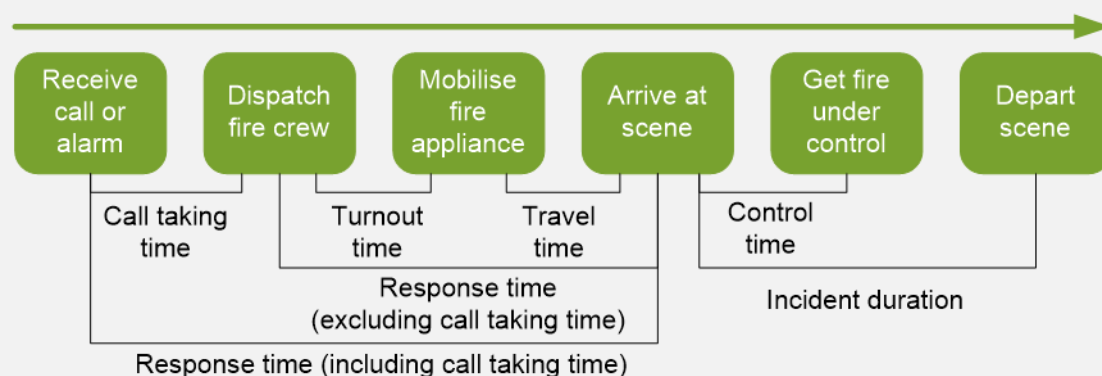 Receive
call or
alarm
Dispatch
fire crew
Mobilise
fire
appliance
Arrive at
scene
Get fire
under
control
Depart
scene
Call taking
time
Turnout
time
Travel
time
Control
time
Response time
(excluding call taking time)
Incident duration
Response time (including call taking time)